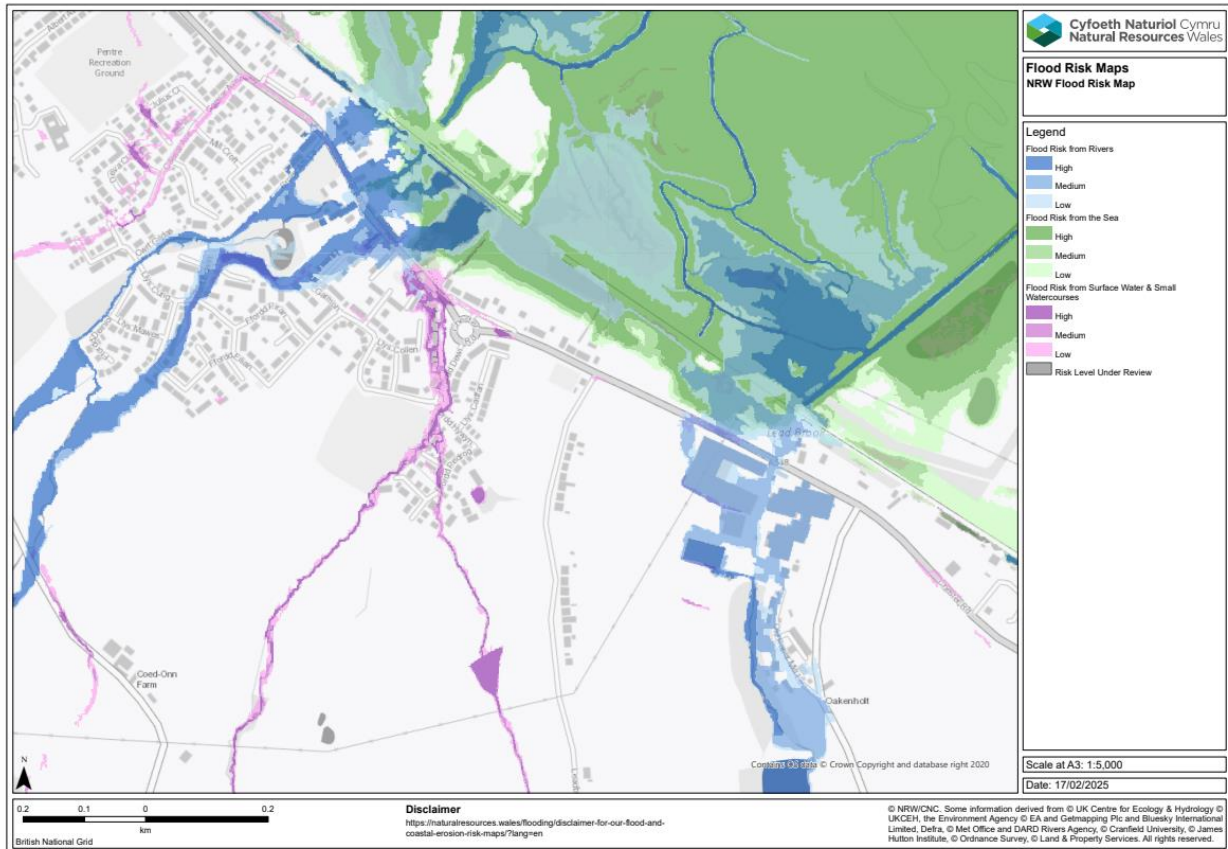 Cyfoeth Naturiol Cymru
Natural Resources Wales
Flood Risk Maps
NRW Flood Risk Map
Legend
Flood Risk from Rivers
High
Medium
Low
Flood Risk from the Sea
High
Medium
Low
Flood Risk from Surface Water & Small
Watercourses
High
Medium
Low
Risk Level Under Review
Pentre
Recreation
Ground
Mill Croft
Llys Collen
Lead Brook
Coed-Onn
Farm
Oakenholt
Contains OS data © Crown Copyright and database right 2020
N
Scale at A3: 1:5,000
Date: 17/02/2025
0.2 0.1 0 0.2
km
British National Grid
Disclaimer
https://naturalresources.wales/flooding/disclaimer-for-our-flood-and-
coastal-erosion-risk-maps/?lang=en
© NRW/CNC. Some information derived from © UK Centre for Ecology & Hydrology ©
UKCEH, the Environment Agency © EA and Getmapping Plc and Bluesky International
Limited, Defra, © Met Office and DARD Rivers Agency, © Cranfield University, © James
Hutton Institute, © Ordnance Survey, © Land & Property Services. All rights reserved.